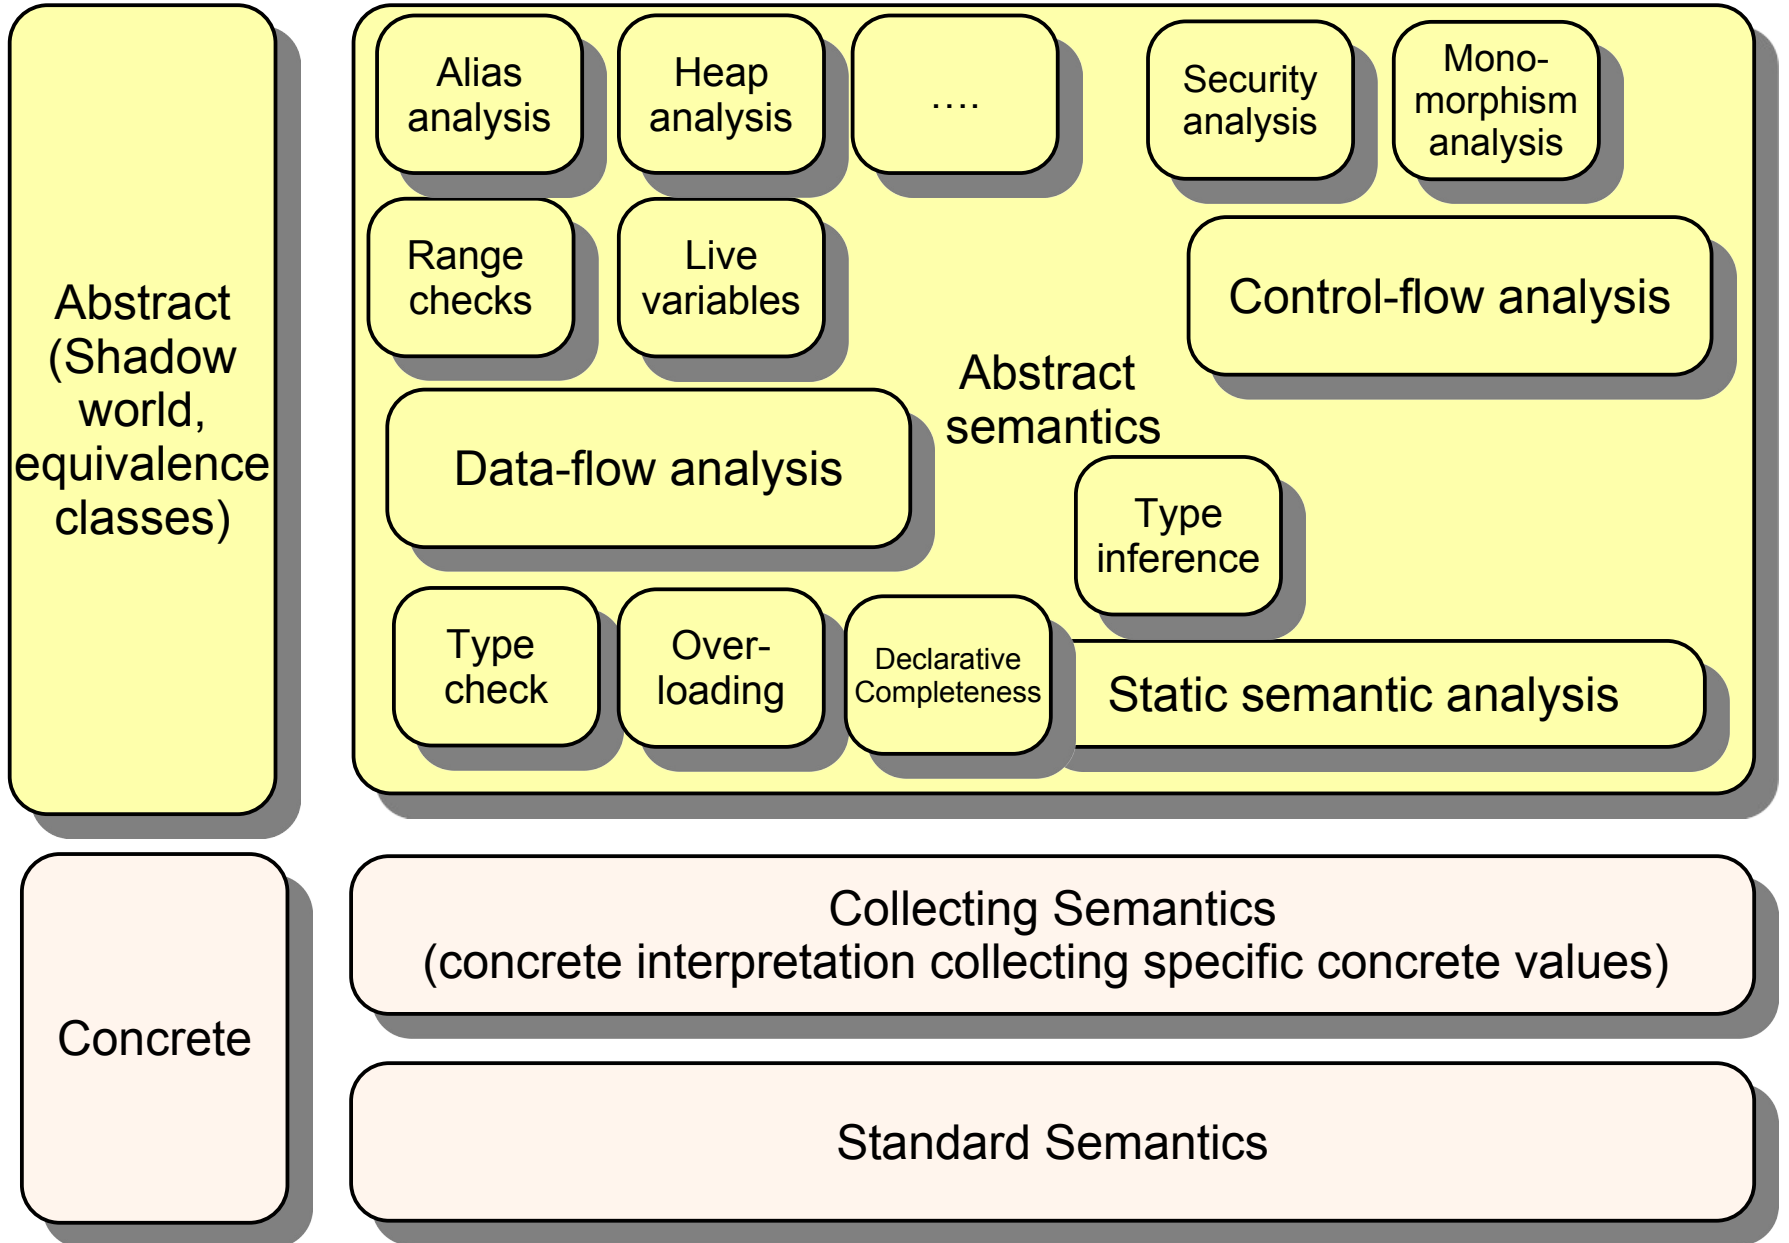 Abstract
(Shadow
world,
equivalence
classes)
Alias
analysis
Heap
analysis
....
Security
analysis
Mono-
morphism
analysis
Range
checks
Live
variables
Control-flow analysis
Abstract
semantics
Data-flow analysis
Type
inference
Type
check
Over-
loading
Declarative
Completeness
Static semantic analysis
Concrete
Collecting Semantics
(concrete interpretation collecting specific concrete values)
Standard Semantics